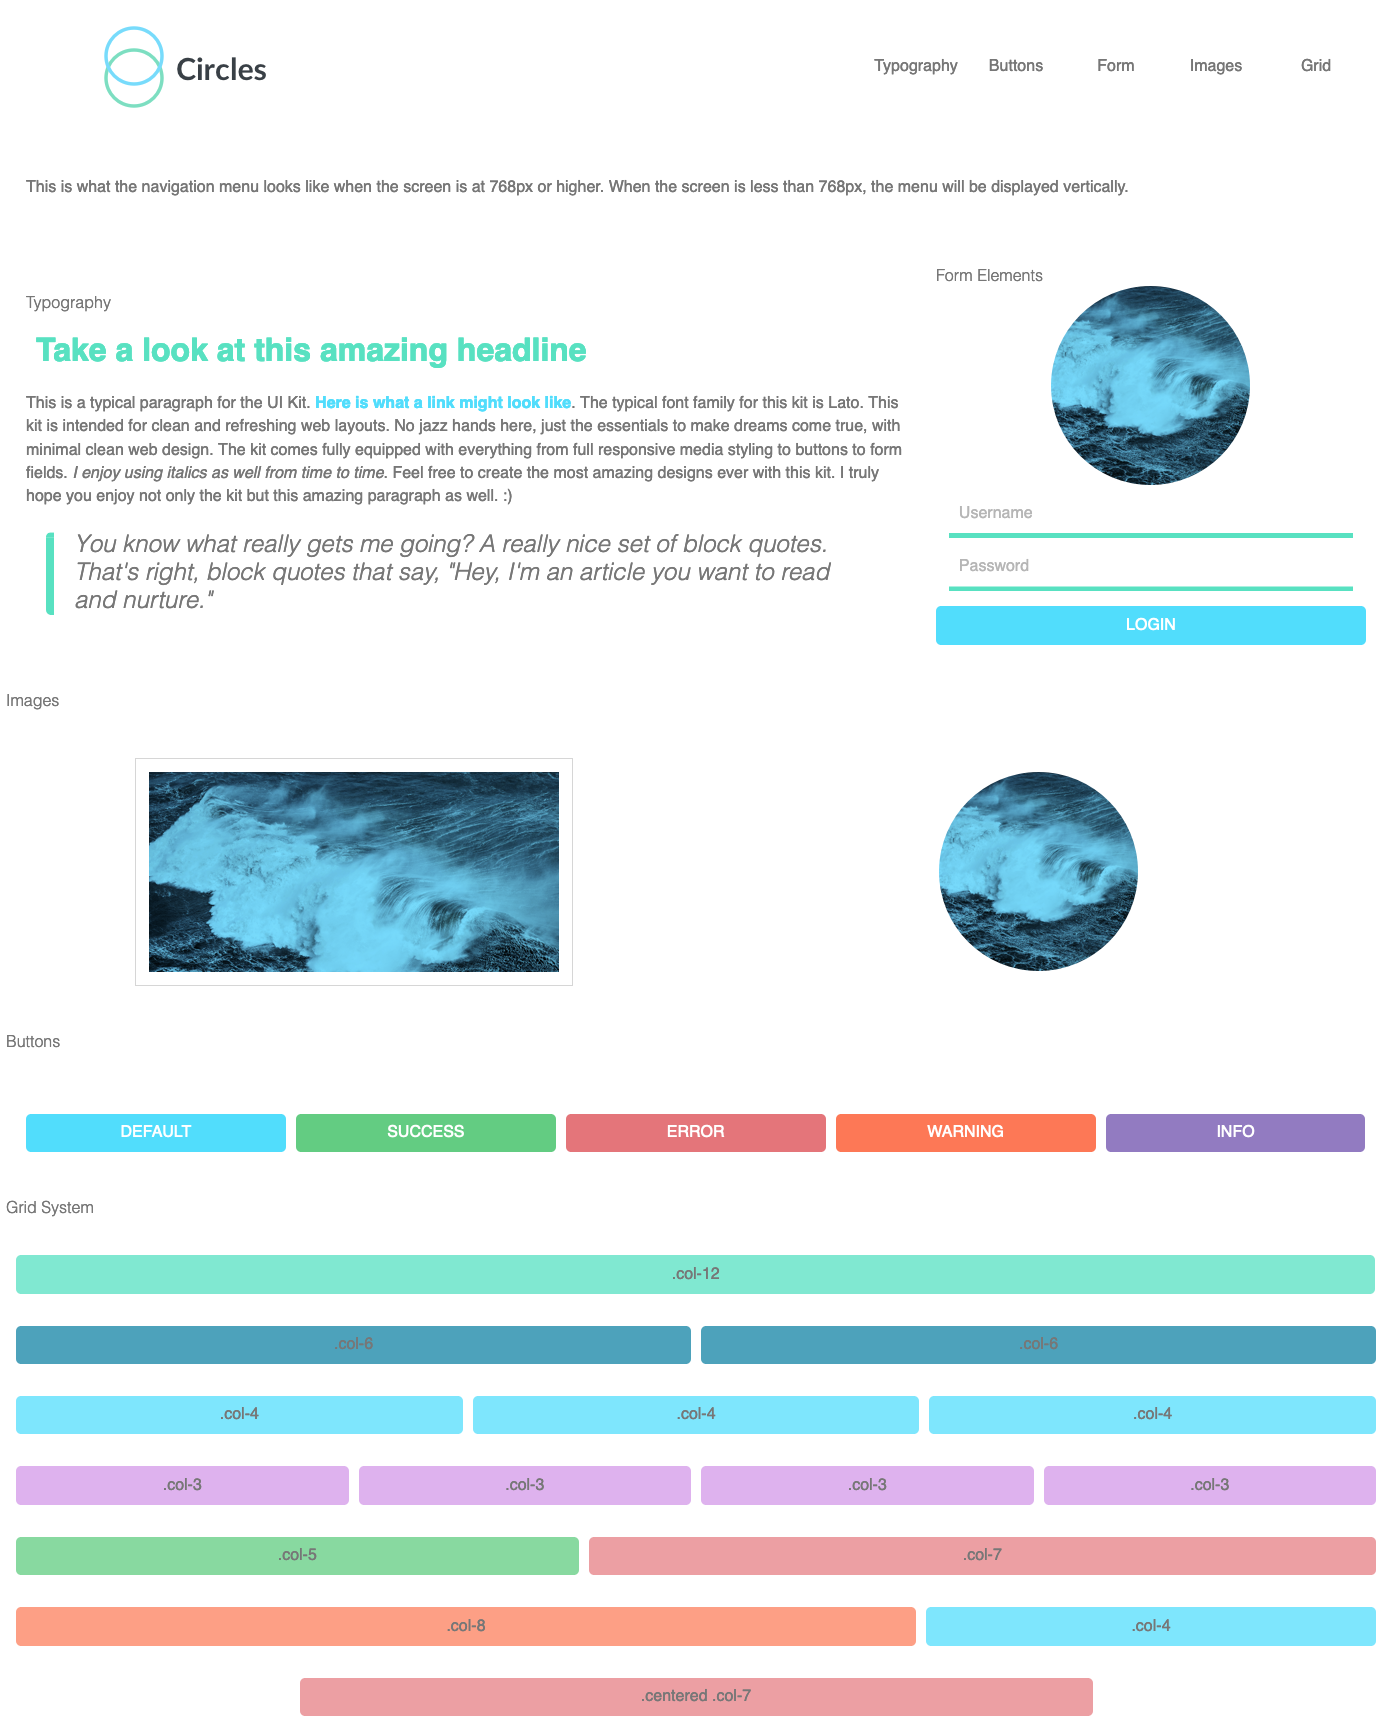 Circles
Typography Buttons Form Images Grid
This is what the navigation menu looks like when the screen is at 768px or higher. When the screen is less than 768px, the menu will be displayed vertically.
Typography
Take a look at this amazing headline
This is a typical paragraph for the UI Kit. Here is what a link might look like. The typical font family for this kit is Lato. This
kit is intended for clean and refreshing web layouts. No jazz hands here, just the essentials to make dreams come true, with
minimal clean web design. The kit comes fully equipped with everything from full responsive media styling to buttons to form
fields. I enjoy using italics as well from time to time. Feel free to create the most amazing designs ever with this kit. I truly
hope you enjoy not only the kit but this amazing paragraph as well. :)
You know what really gets me going? A really nice set of block quotes.
That's right, block quotes that say, "Hey, I'm an article you want to read
and nurture."
Form Elements
Username
Password
LOGIN
Images
Buttons
DEFAULT SUCCESS ERROR WARNING INFO
Grid System
.col-12
.col-6 .col-6
.col-4 .col-4 .col-4
.col-3 .col-3 .col-3 .col-3
.col-5 .col-7
.col-8 .col-4
.centered .col-7